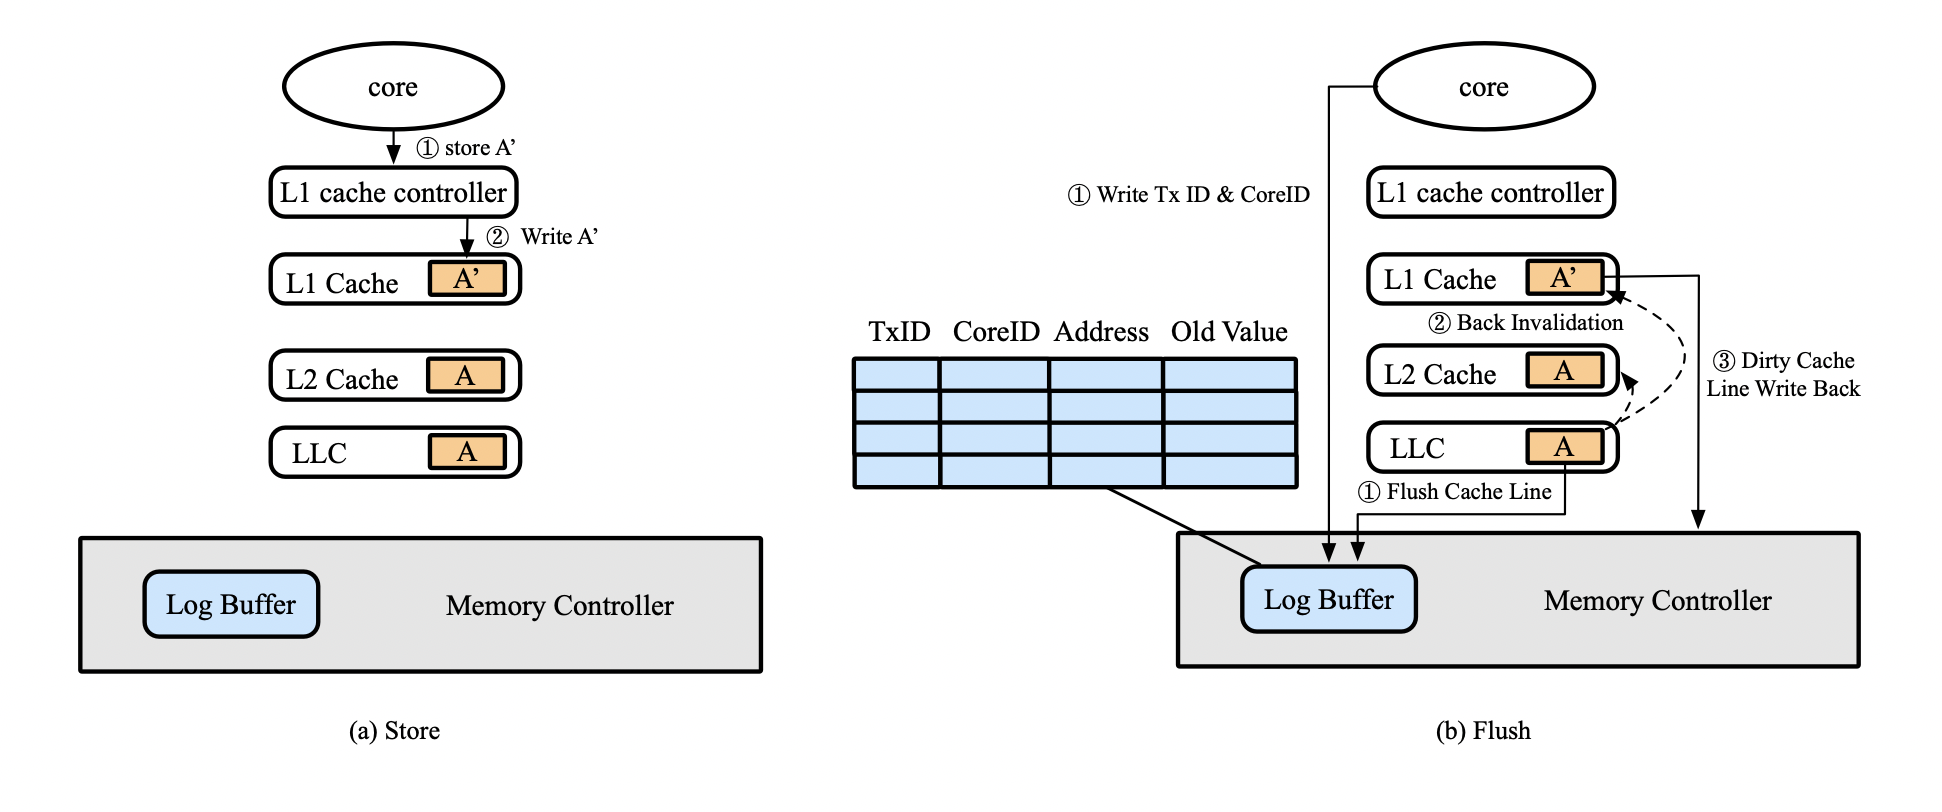 core
① store A’
L1 cache controller
② Write A’
L1 Cache
A’
L2 Cache
A
LLC
A
Log Buffer
Memory Controller
(a) Store
core
① Write Tx ID & CoreID
L1 cache controller
L1 Cache
A’
② Back Invalidation
TxID CoreID Address Old Value
L2 Cache
A
③ Dirty Cache
Line Write Back
LLC
A
① Flush Cache Line
Log Buffer
Memory Controller
(b) Flush